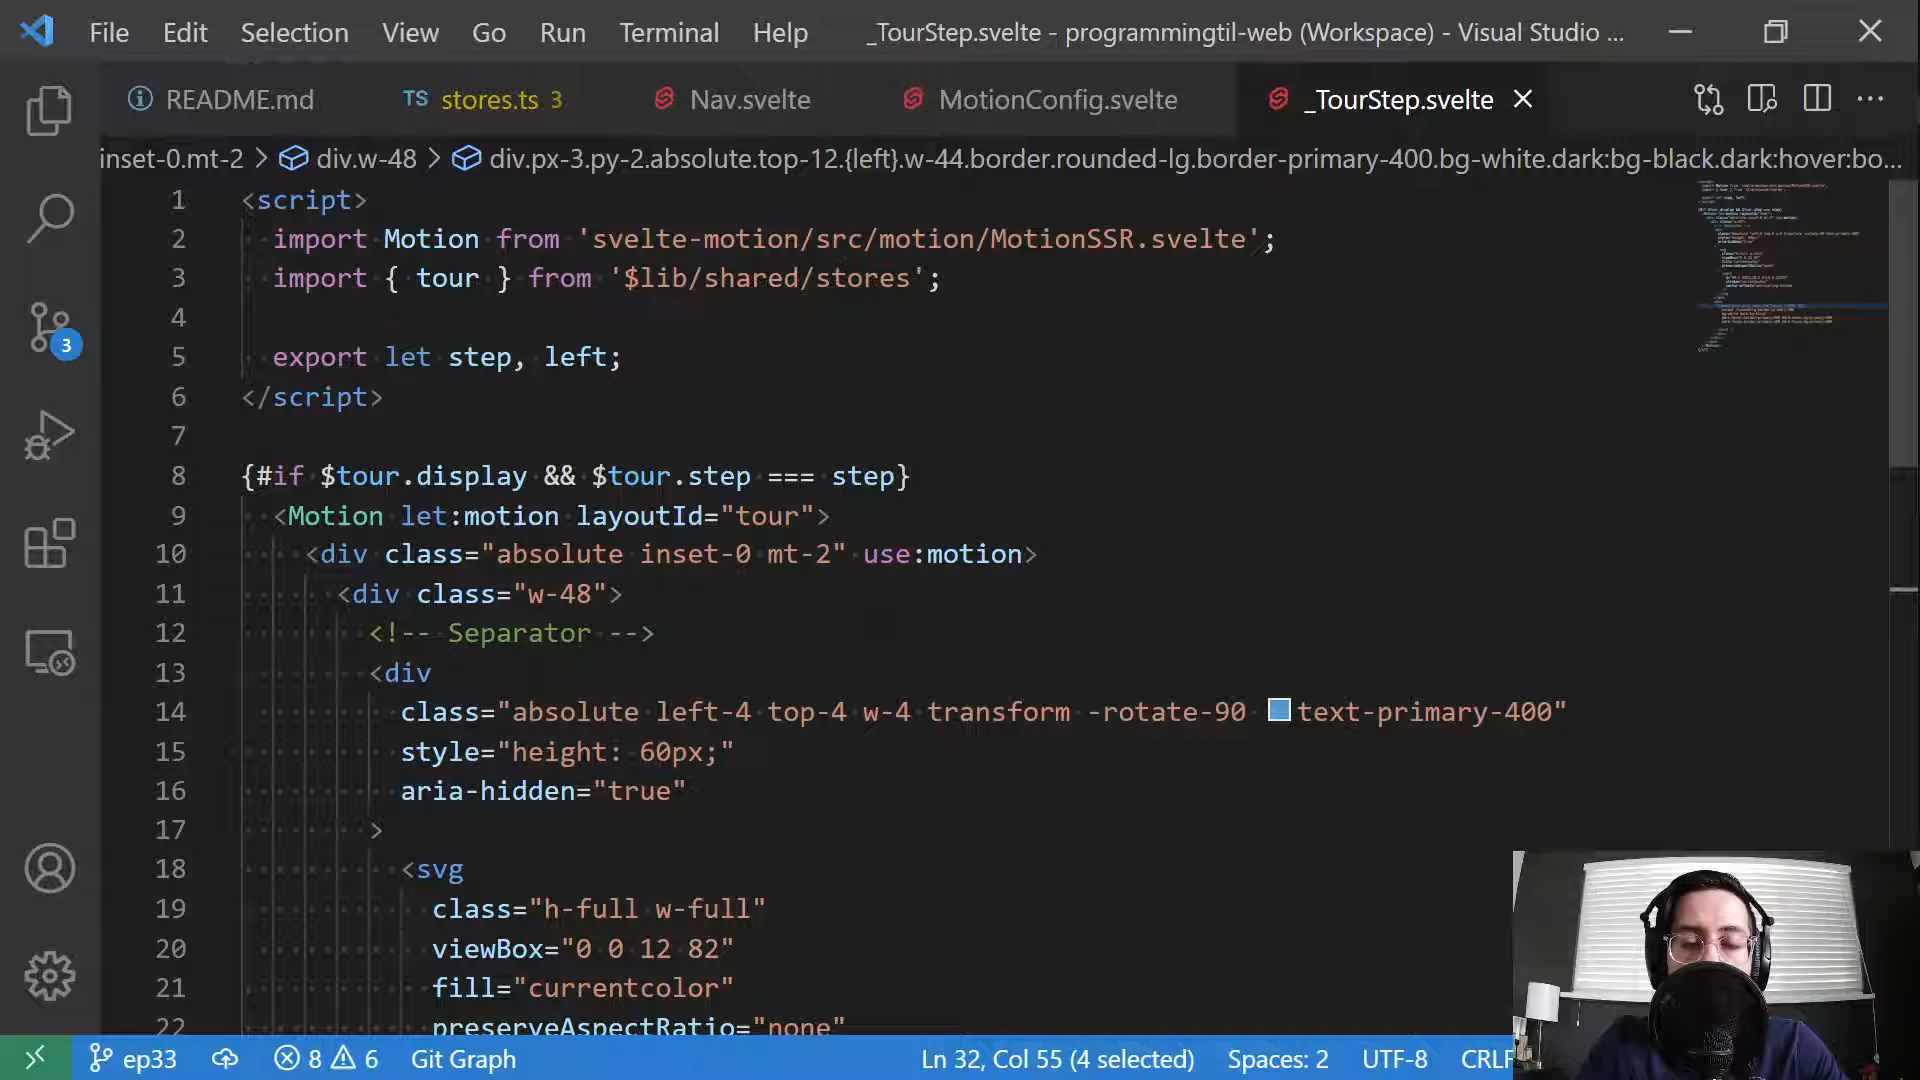 File Edit Selection View Go Run Terminal Help _TourStep.svelte - programmingtil-web (Workspace) - Visual Studio ...
README.md TS stores.ts 3 Nav.svelte MotionConfig.svelte _TourStep.svelte
inset-0.mt-2 > div.w-48 > div.px-3.py-2.absolute.top-12.{left}.w-44.border.rounded-lg.border-primary-400.bg-white.dark:bg-black.dark:hover:bo...
1 <script>
2 import Motion from 'svelte-motion/src/motion/MotionSSR.svelte';
3 import { tour } from '$lib/shared/stores';
4
5 export let step, left;
6 </script>
7
8 {#if $tour.display && $tour.step === step}
9 <Motion let:motion layoutId="tour">
10 <div class="absolute inset-0 mt-2" use:motion>
11 <div class="w-48">
12 <!-- Separator -->
13 <div
14 class="absolute left-4 top-4 w-4 transform -rotate-90 text-primary-400"
15 style="height: 60px;"
16 aria-hidden="true"
17 >
18 <svg
19 class="h-full w-full"
20 viewBox="0 0 12 82"
21 fill="currentcolor"
22 preserveAspectRatio="none"
3
ep33 8 6 Git Graph Ln 32, Col 55 (4 selected) Spaces: 2 UTF-8 CRLF